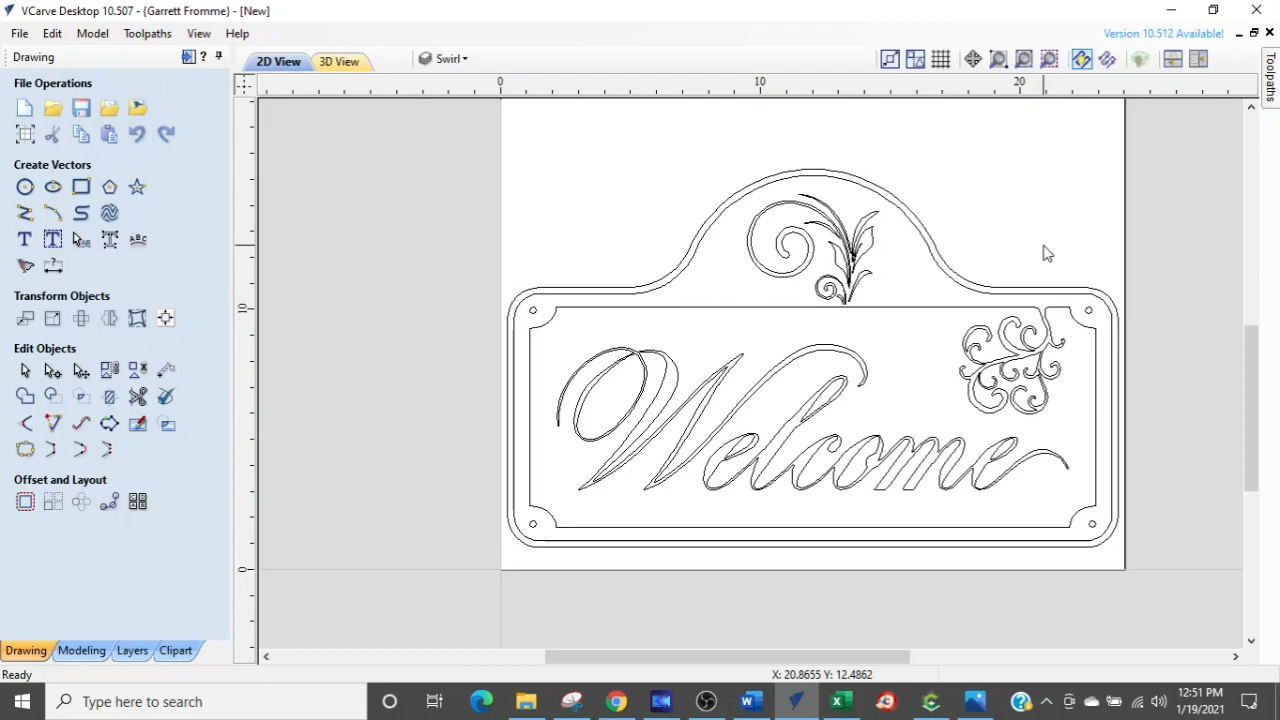 VCarve Desktop 10.507 - {Garrett Fromme} - [New]
File Edit Model Toolpaths View Help
Version 10.512 Available!
Drawing
2D View 3D View Swirl
Toolpaths
File Operations
Create Vectors
Transform Objects
Edit Objects
Offset and Layout
0 10 20
10
0
Welcome
Drawing Modeling Layers Clipart
Ready
X: 20.8655 Y: 12.4862
Type here to search
12:51 PM
1/19/2021